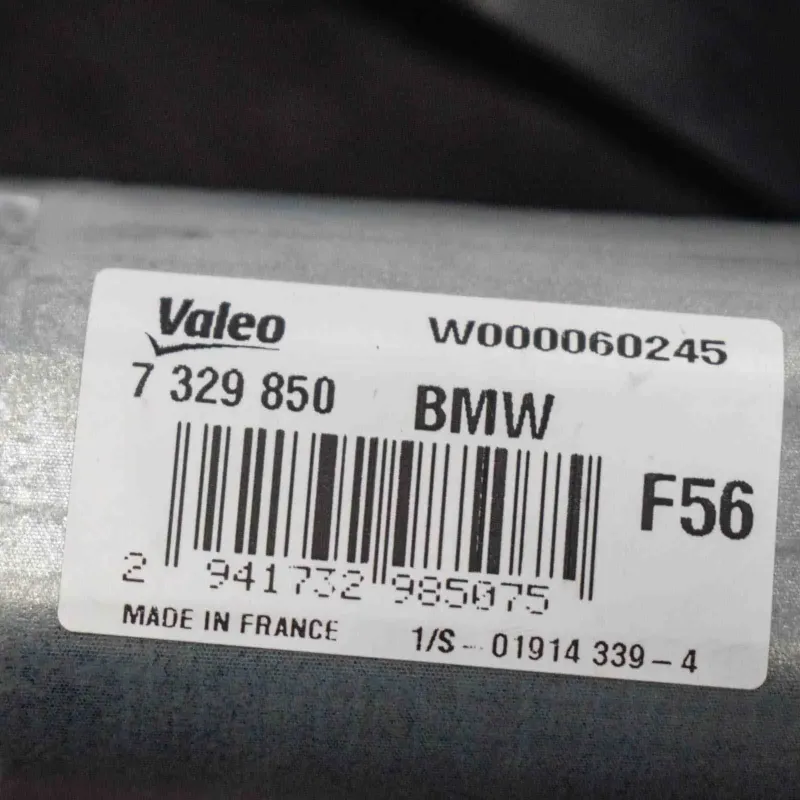 Valeo W000060245
7 329 850 BMW
F56
2 941732 985075
MADE IN FRANCE 1/S - 01914 339-4